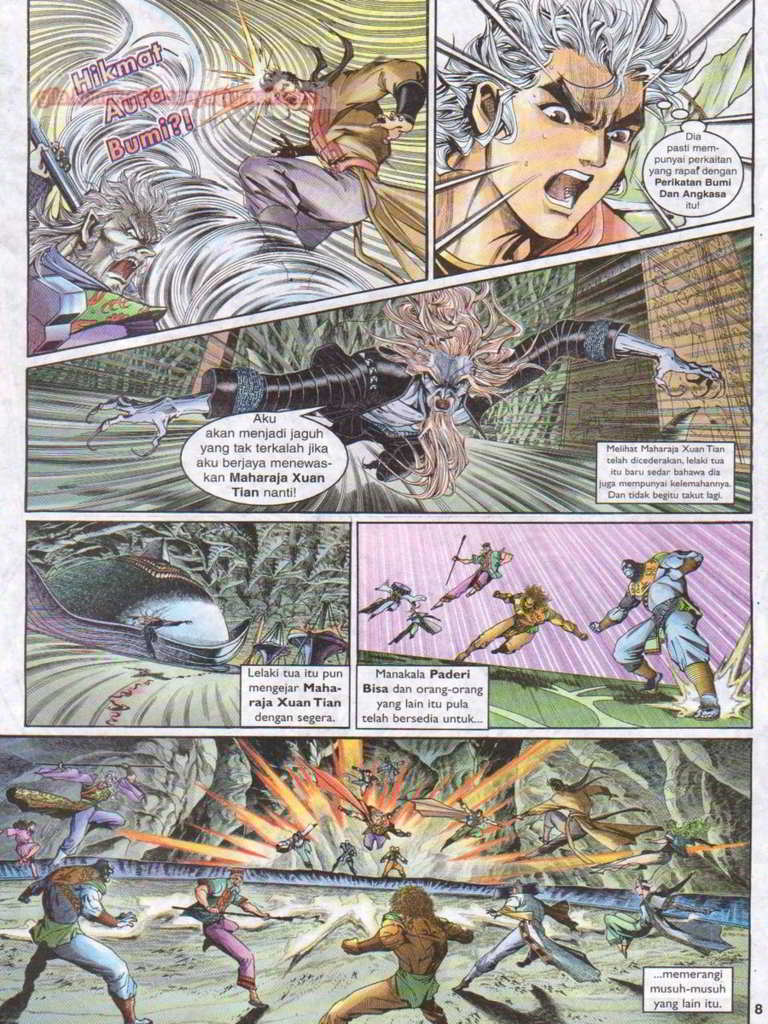 Hikmat
Aura
Bumi?!
Dia
pasti mem-
punyai perkaitan
yang rapat dengan
Perikatan Bumi
Dan Angkasa
itu!
Aku
akan menjadi jaguh
yang tak terkalah jika
aku berjaya menewas-
kan Maharaja Xuan
Tian nanti!
Melihat Maharaja Xuan Tian
telah dicederakan, lelaki tua
itu baru sedar bahawa dia
juga mempunyai kelemahannya.
Dan tidak begitu takut lagi.
Lelaki tua itu pun
mengejar Maha-
raja Xuan Tian
dengan segera.
Manakala Paderi
Bisa dan orang-orang
yang lain itu pula
telah bersedia untuk...
...memerangi
musuh-musuh
yang lain itu.
8